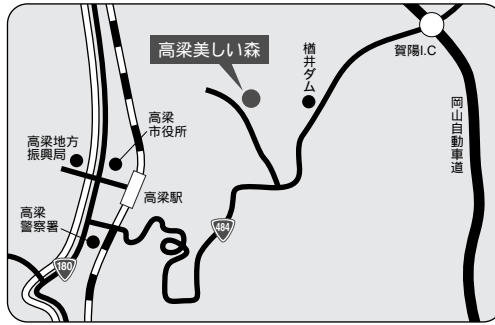 高梁美しい森
楢井ダム
賀陽I.C
岡山自動車道
高梁
市役所
高梁地方
振興局
高梁駅
高梁
警察署
484
180